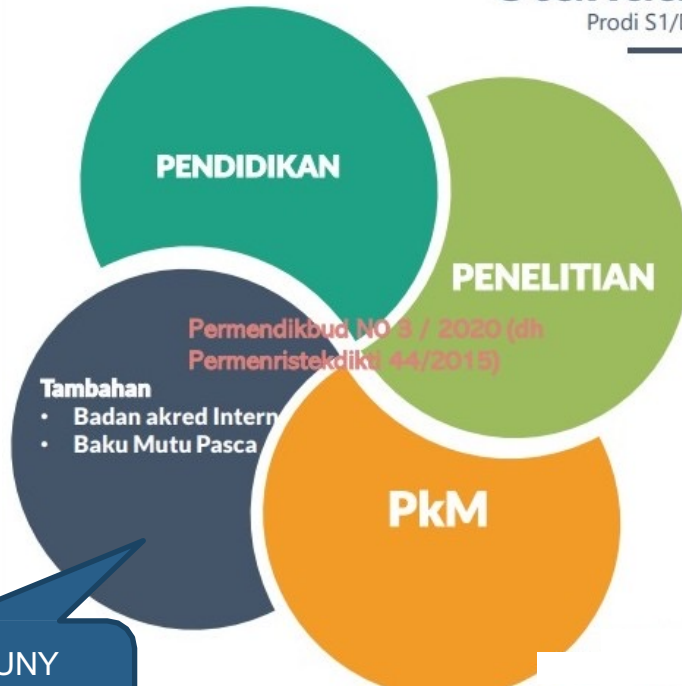 Prodi S1/
PENDIDIKAN
PENELITIAN
Permendikbud NO 3 / 2020 (dh
Permenristekdikti 44/2015)
Tambahan
• Badan akred Intern
• Baku Mutu Pasca
PkM
UNY